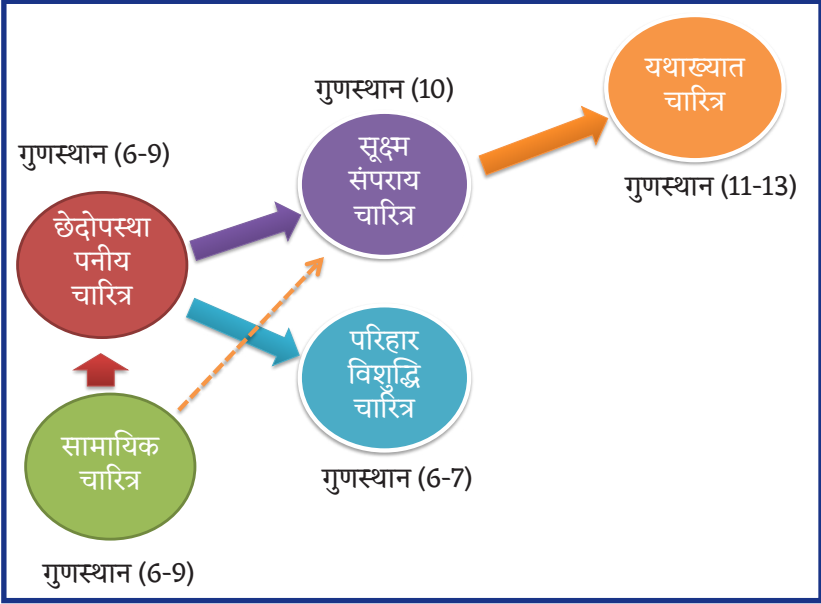 यथाख्यात
चारित्र
गुणस्थान (11-13)
गुणस्थान (10)
सूक्ष्म
संपराय
चारित्र
गुणस्थान (6-9)
छेदोपस्था
पनीय
चारित्र
परिहार
विशुद्धि
चारित्र
गुणस्थान (6-7)
सामायिक
चारित्र
गुणस्थान (6-9)